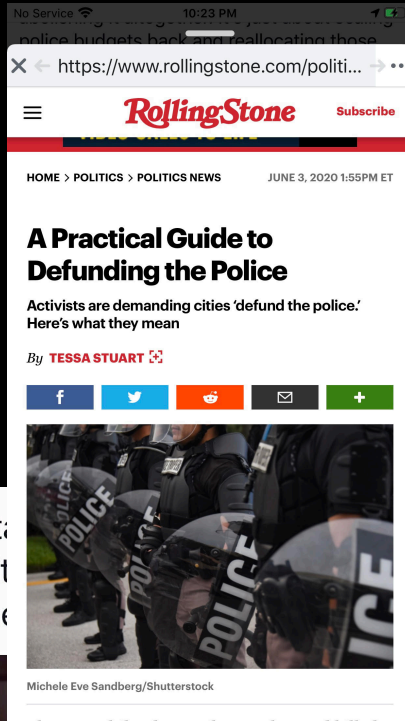 No Service 10:23 PM
police budgets back and reallocating those
https://www.rollingstone.com/politi...
RollingStone
Subscribe
HOME > POLITICS > POLITICS NEWS
JUNE 3, 2020 1:55PM ET
A Practical Guide to
Defunding the Police
Activists are demanding cities ‘defund the police.’
Here’s what they mean
By TESSA STUART
POLICE
POLICE
POLICE
Michele Eve Sandberg/Shutterstock